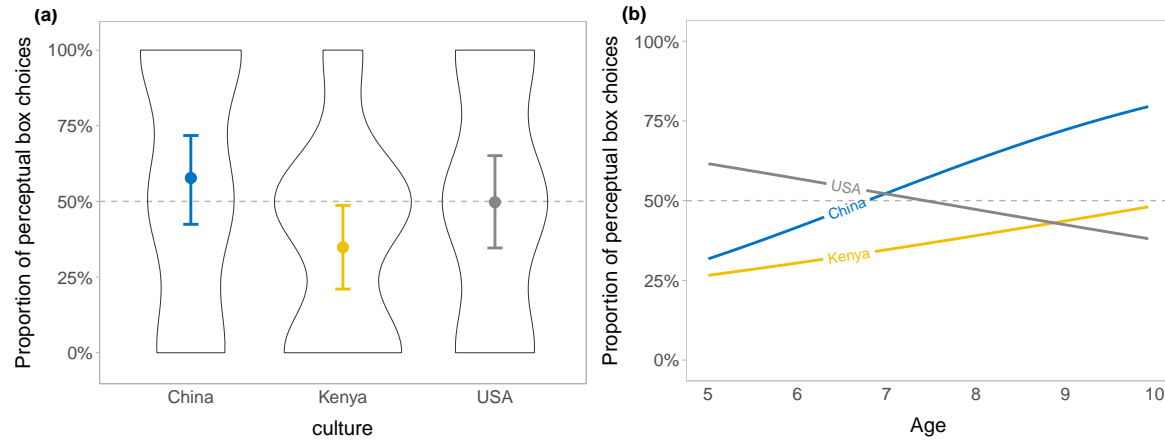 (a)
Proportion of perceptual box choices
100%
75%
50%
25%
0%
China
Kenya
USA
culture
(b)
Proportion of perceptual box choices
100%
75%
50%
25%
0%
USA
China
Kenya
5
6
7
8
9
10
Age